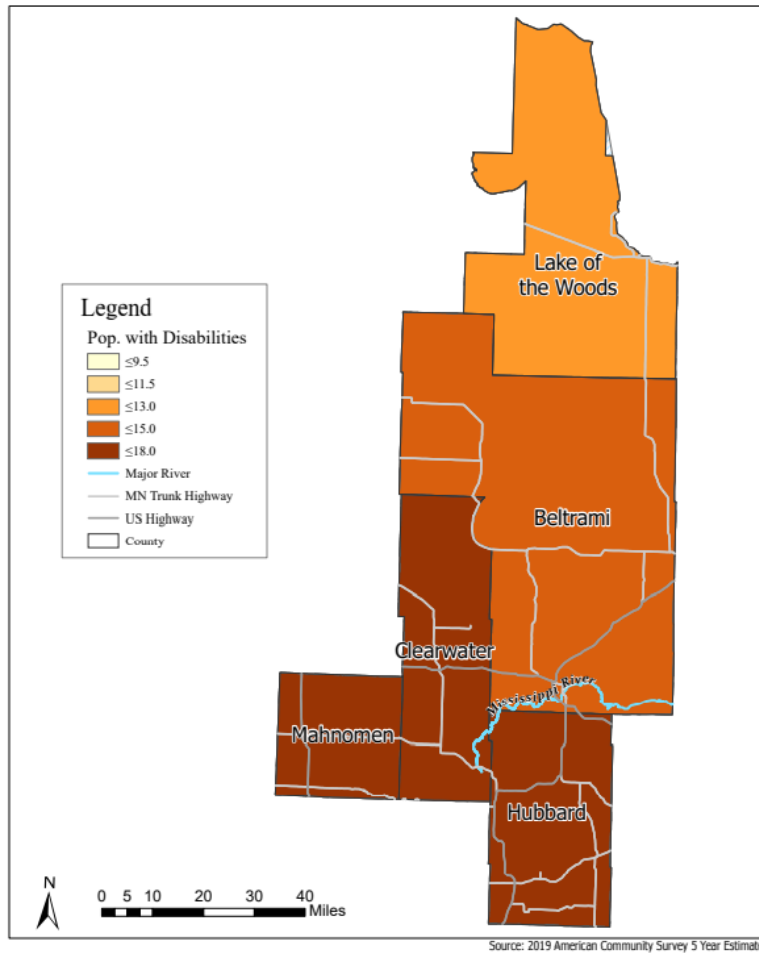 Lake of
the Woods
Legend
Pop. with Disabilities
≤9.5
≤11.5
≤13.0
≤15.0
≤18.0
Major River
MN Trunk Highway
US Highway
County
Beltrami
Clearwater
Mississippi River
Mahnomen
Hubbard
N
0 5 10 20 30 40
Miles
Source: 2019 American Community Survey 5 Year Estimat